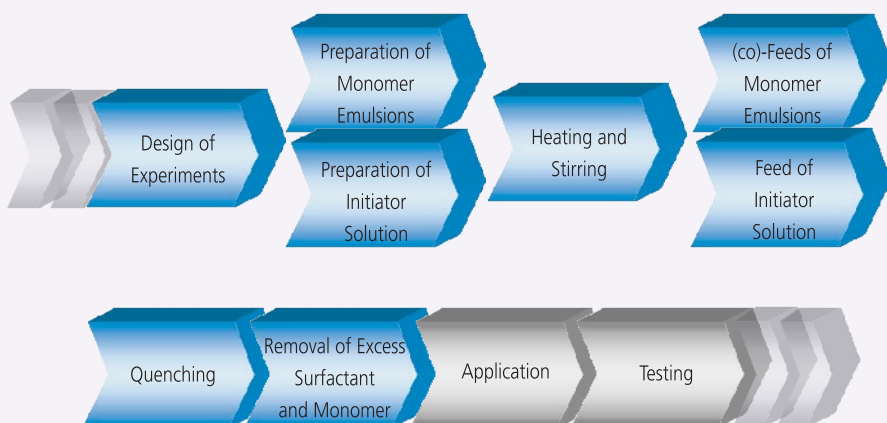 Design of
Experiments
Preparation of
Monomer
Emulsions
Preparation of
Initiator
Solution
Heating and
Stirring
(co)-Feeds of
Monomer
Emulsions
Feed of
Initiator
Solution
Quenching
Removal of Excess
Surfactant
and Monomer
Application
Testing